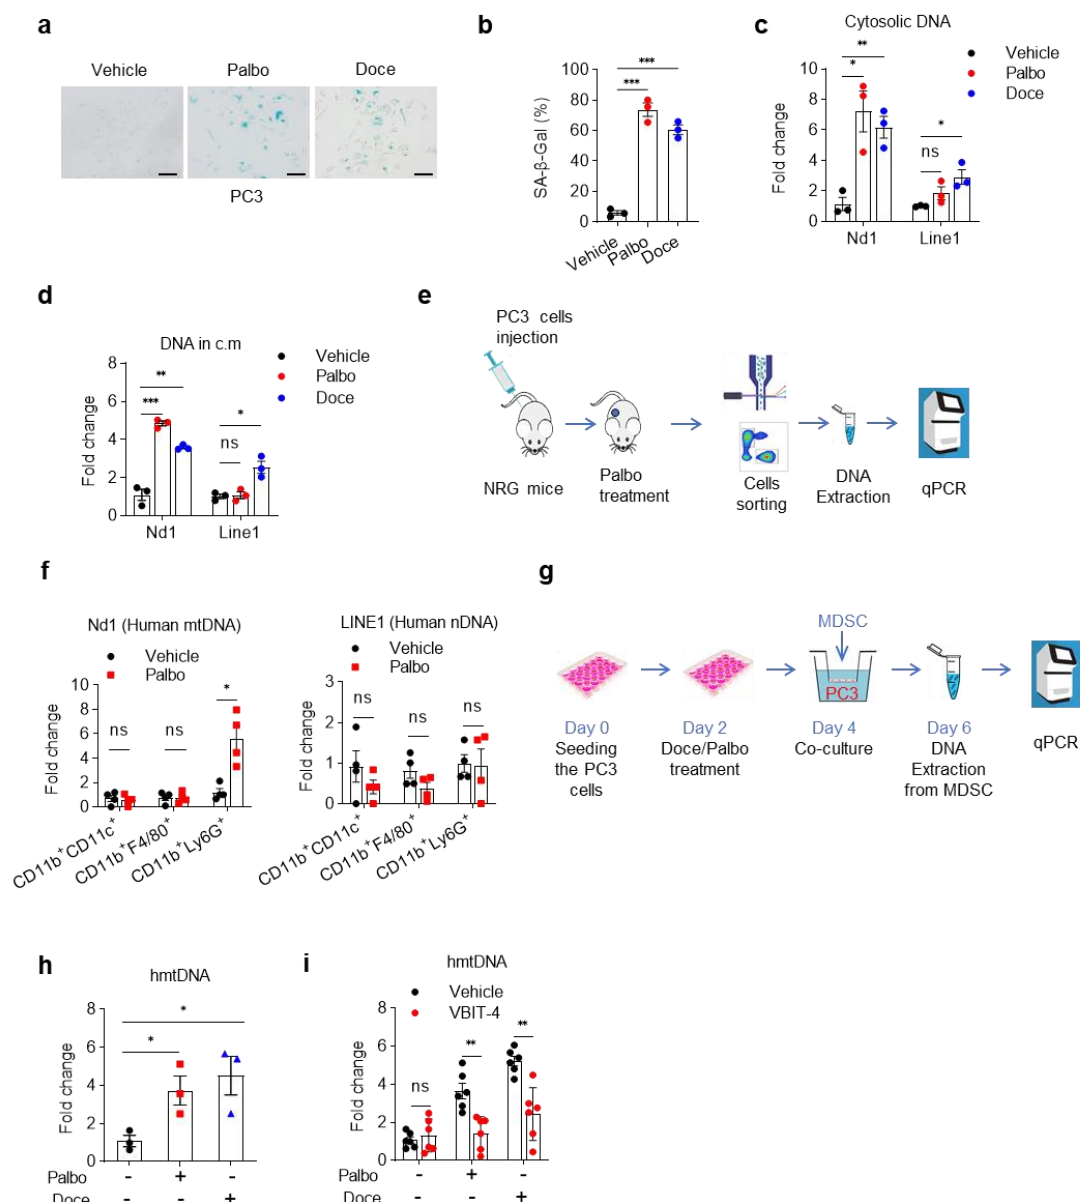 a
Vehicle
Palbo
Doce
PC3
b
SA-β-Gal (%)
100
80
60
40
20
0
***
***
Vehicle
Palbo
Doce
c
Cytosolic DNA
Fold change
10
8
6
4
2
0
**
*
*
ns
Nd1
Line1
Vehicle
Palbo
Doce
d
DNA in c.m
Fold change
8
6
4
2
0
**
***
*
ns
Nd1
Line1
Vehicle
Palbo
Doce
e
PC3 cells
injection
NRG mice
Palbo
treatment
Cells
sorting
DNA
Extraction
qPCR
f
Nd1 (Human mtDNA)
Vehicle
Palbo
Fold change
10
8
6
4
2
0
ns
ns
*
CD11b+CD11c+
CD11b+F4/80+
CD11b+Ly6G+
LINE1 (Human nDNA)
Vehicle
Palbo
Fold change
3
2
1
0
ns
ns
ns
CD11b+CD11c+
CD11b+F4/80+
CD11b+Ly6G+
g
MDSC
PC3
Day 0
Seeding
the PC3
cells
Day 2
Doce/Palbo
treatment
Day 4
Co-culture
Day 6
DNA
Extraction
from MDSC
qPCR
h
hmtDNA
Fold change
8
6
4
2
0
*
*
Palbo - + -
Doce - - +
i
hmtDNA
Vehicle
VBIT-4
Fold change
8
6
4
2
0
ns
**
**
Palbo - + -
Doce - - +